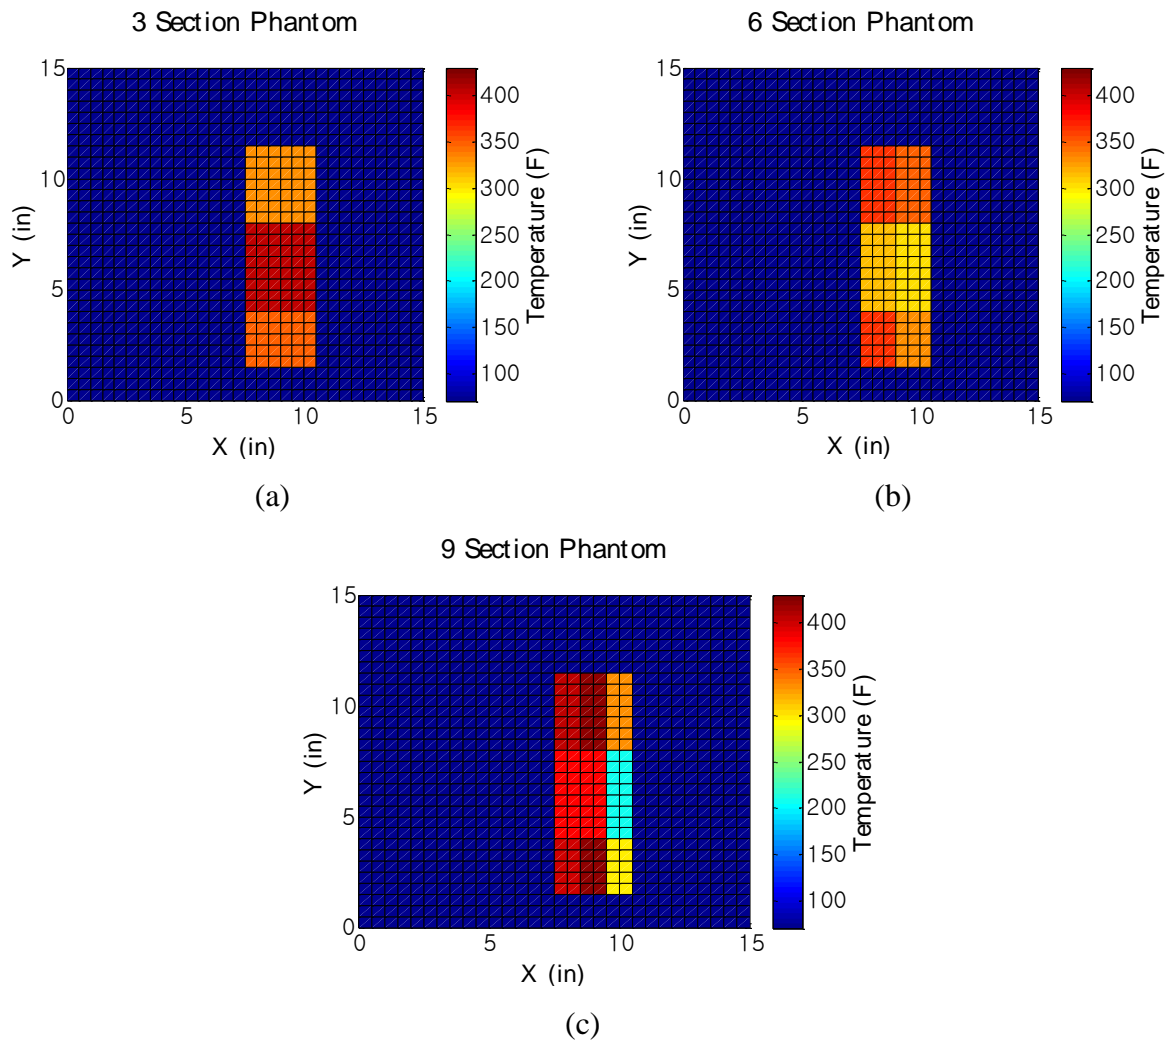 3 Section Phantom
15
10
5
0
0 5 10 15
X (in)
Y (in)
400
350
300
250
200
150
100
Temperature (F)
(a)
6 Section Phantom
15
10
5
0
0 5 10 15
X (in)
Y (in)
400
350
300
250
200
150
100
Temperature (F)
(b)
9 Section Phantom
15
10
5
0
0 5 10 15
X (in)
Y (in)
400
350
300
250
200
150
100
Temperature (F)
(c)